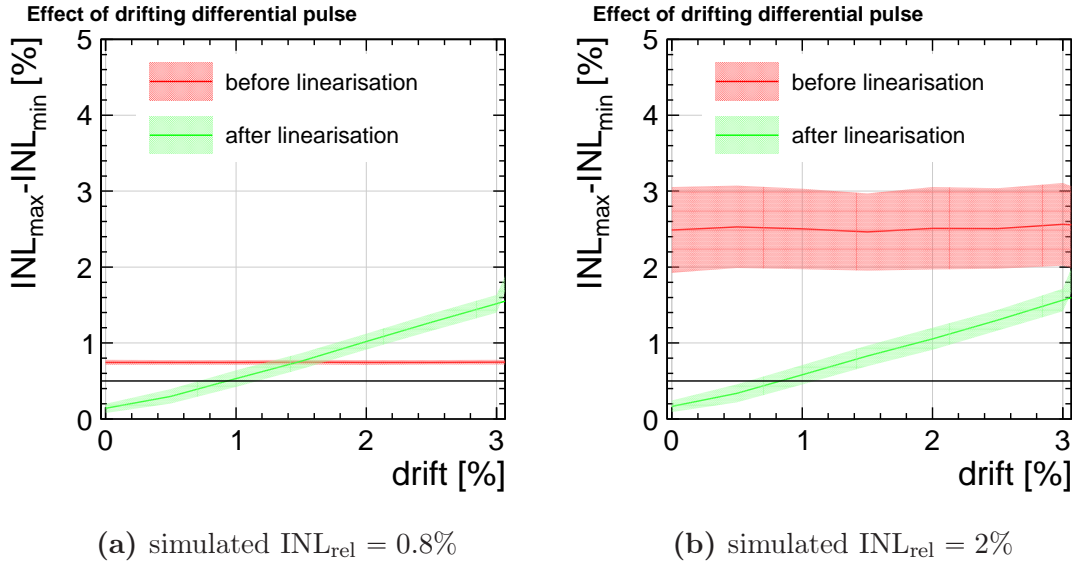 Effect of drifting differential pulse
INL_max-INL_min [%]
5
4
3
2
1
0
before linearisation
after linearisation
0 1 2 3
drift [%]
(a) simulated INL_rel = 0.8%
Effect of drifting differential pulse
INL_max-INL_min [%]
5
4
3
2
1
0
before linearisation
after linearisation
0 1 2 3
drift [%]
(b) simulated INL_rel = 2%